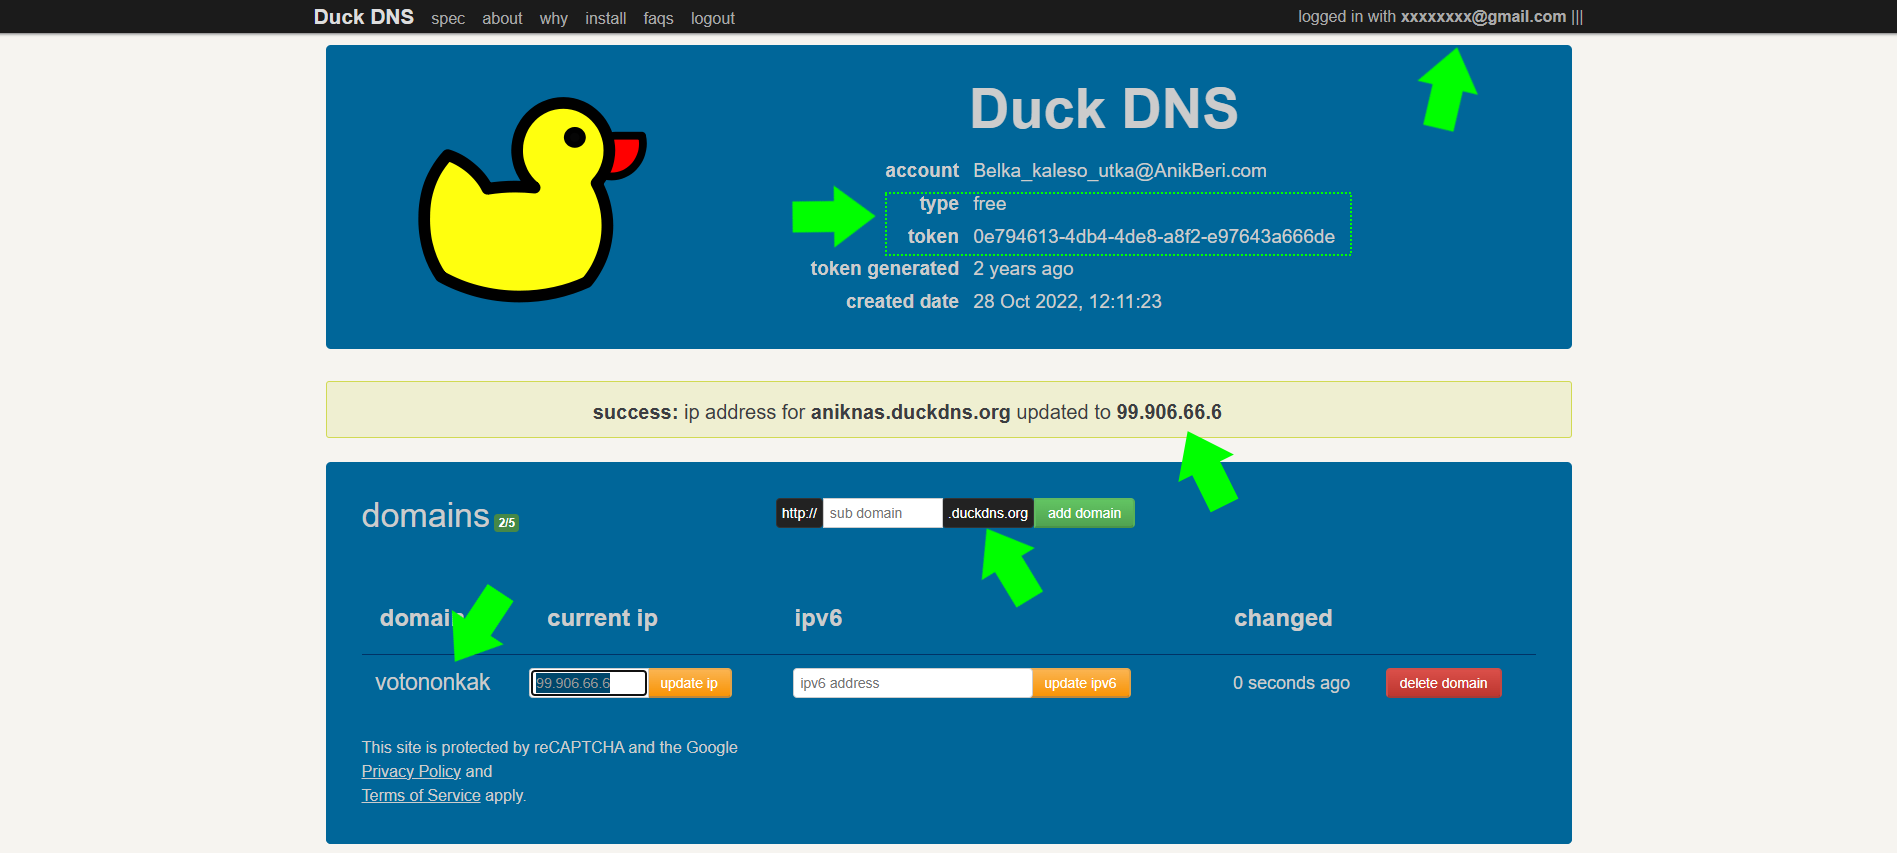 Duck DNS spec about why install faqs logout logged in with xxxxxxxx@gmail.com |||
Duck DNS
account Belka_kaleso_utka@AnikBeri.com
type free
token 0e794613-4db4-4de8-a8f2-e97643a666de
token generated 2 years ago
created date 28 Oct 2022, 12:11:23
success: ip address for aniknas.duckdns.org updated to 99.906.66.6
domains 2/5 http:// sub domain .duckdns.org add domain
domain current ip ipv6 changed
votononkak 99.906.66.6 update ip ipv6 address update ipv6 0 seconds ago delete domain
This site is protected by reCAPTCHA and the Google
Privacy Policy and
Terms of Service apply.